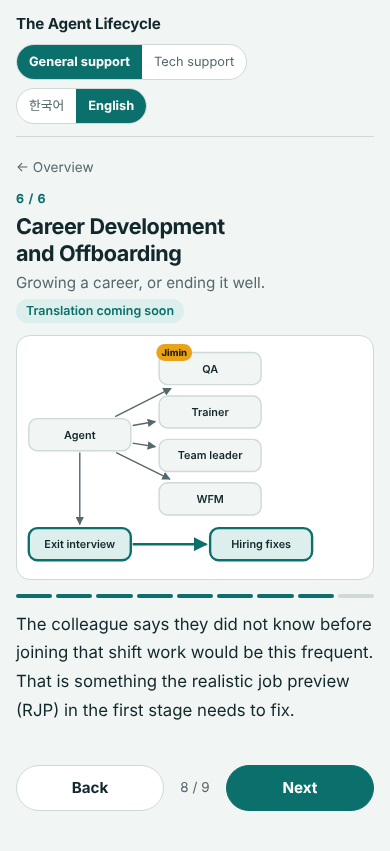 The Agent Lifecycle
General support
Tech support
한국어
English
← Overview
6 / 6
Career Development
and Offboarding
Growing a career, or ending it well.
Translation coming soon
Jimin
QA
Trainer
Agent
Team leader
WFM
Exit interview
Hiring fixes
The colleague says they did not know before
joining that shift work would be this frequent.
That is something the realistic job preview
(RJP) in the first stage needs to fix.
Back
8 / 9
Next